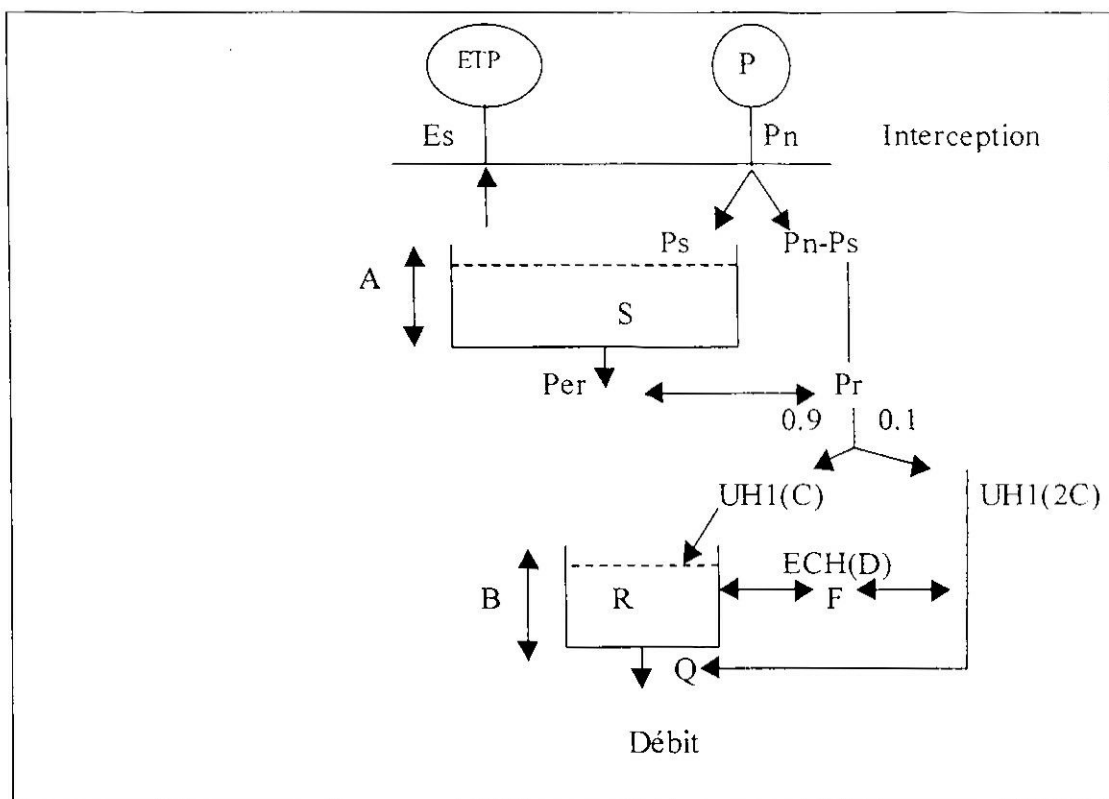 ETP P
Es Pn Interception
Ps Pn-Ps
A
S
Per Pr
0.9 0.1
UH1(C) UH1(2C)
ECH(D)
B R F
Q
Débit